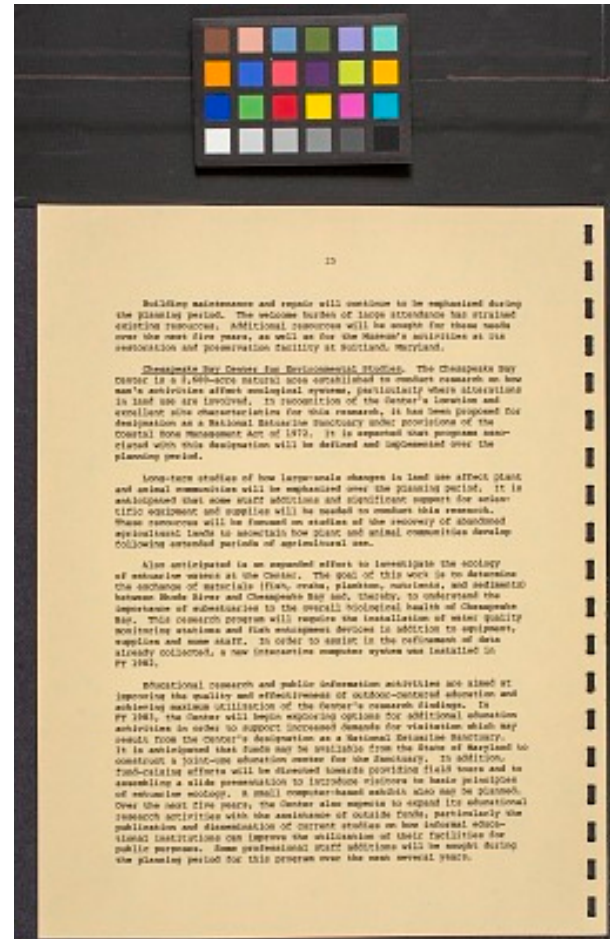 25
Building maintenance and repair will continue to be emphasized during
the planning period. The welcome burden of large attendance has strained
existing resources. Additional resources will be sought for these needs
over the next five years, as well as for the Museum's activities at its
restoration and preservation facility at Suitland, Maryland.
Chesapeake Bay Center for Environmental Studies. The Chesapeake Bay
Center is a 2,600-acre natural area established to conduct research on how
man's activities affect ecological systems, particularly where alterations
in land use are involved. In recognition of the Center's location and
excellent site characteristics for this research, it has been proposed for
designation as a National Estuarine Sanctuary under provisions of the
Coastal Zone Management Act of 1972. It is expected that programs asso-
ciated with this designation will be defined and implemented over the
planning period.
Long-term studies of how large-scale changes in land use affect plant
and animal communities will be emphasized over the planning period. It is
anticipated that some staff additions and significant support for scien-
tific equipment and supplies will be needed to conduct this research.
These resources will be focused on studies of the recovery of abandoned
agricultural lands to ascertain how plant and animal communities develop
following extended periods of agricultural use.
Also anticipated is an expanded effort to investigate the ecology
of estuarine waters at the Center. The goal of this work is to determine
the exchange of materials (fish, crabs, plankton, nutrients, and sediments)
between Rhode River and Chesapeake Bay and, thereby, to understand the
importance of subestuaries to the overall biological health of Chesapeake
Bay. This research program will require the installation of water quality
monitoring stations and fish entrapment devices in addition to equipment,
supplies and some staff. In order to assist in the refinement of data
already collected, a new interactive computer system was installed in
FY 1982.
Educational research and public information activities are aimed at
improving the quality and effectiveness of outdoor-centered education and
achieving maximum utilization of the Center's research findings. In
FY 1983, the Center will begin exploring options for additional education
activities in order to support increased demands for visitation which may
result from the Center's designation as a National Estuarine Sanctuary.
It is anticipated that funds may be available from the State of Maryland to
construct a joint-use education center for the Sanctuary. In addition,
fund-raising efforts will be directed towards providing field tours and to
assembling a slide presentation to introduce visitors to basic principles
of estuarine ecology. A small computer-based exhibit also may be planned.
Over the next five years, the Center also expects to expand its educational
research activities with the assistance of outside funds, particularly the
publication and dissemination of current studies on how informal educa-
tional institutions can improve the utilization of their facilities for
public purposes. Some professional staff additions will be sought during
the planning period for this program over the next several years.